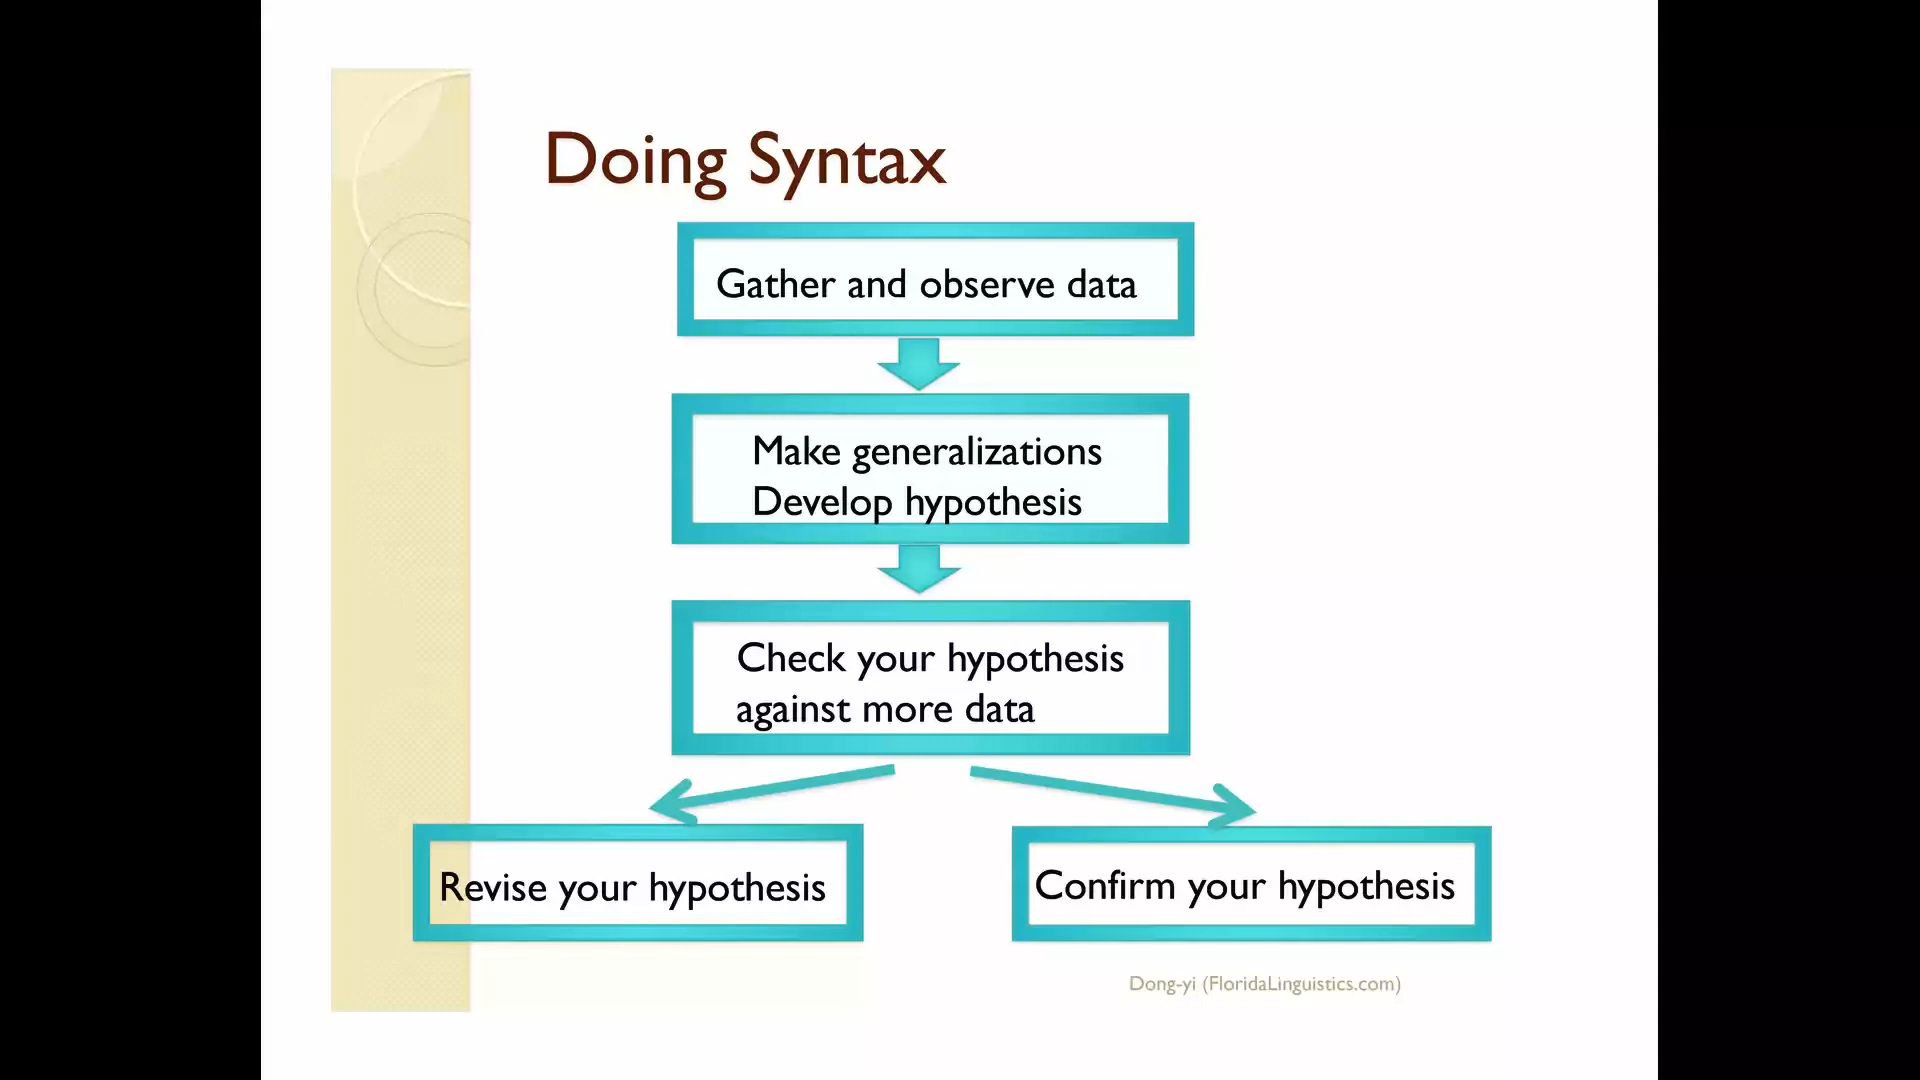 Doing Syntax
Gather and observe data
Make generalizations
Develop hypothesis
Check your hypothesis
against more data
Revise your hypothesis
Confirm your hypothesis
Dong-yi (FloridaLinguistics.com)